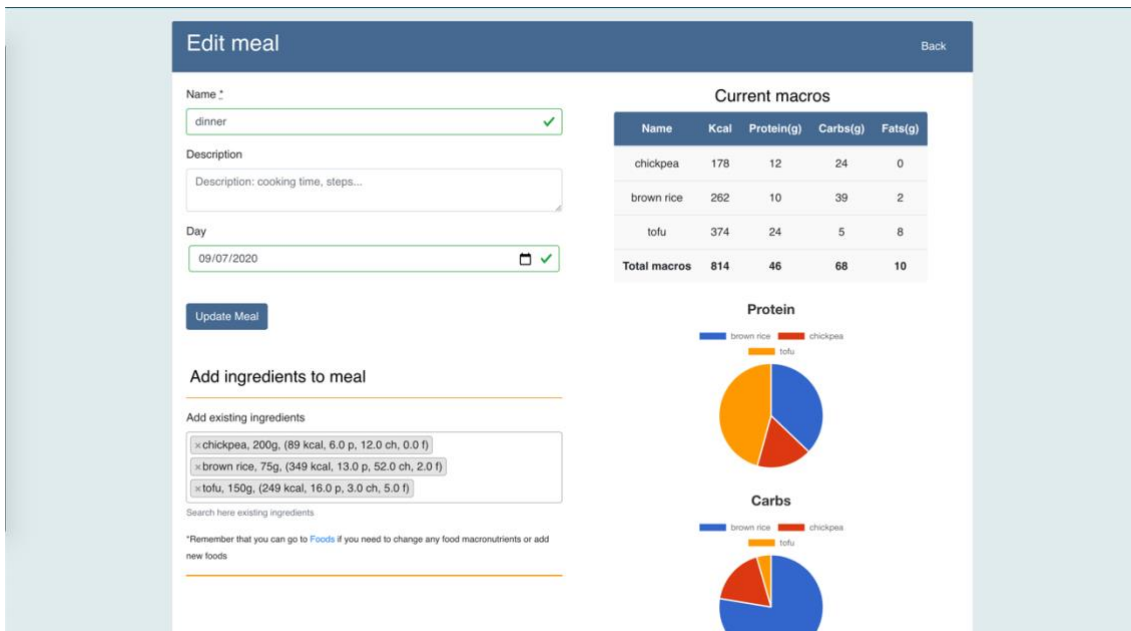 Edit meal
Back
Name *
dinner
Description
Description: cooking time, steps...
Day
09/07/2020
Update Meal
Add ingredients to meal
Add existing ingredients
×chickpea, 200g, (89 kcal, 6.0 p, 12.0 ch, 0.0 f)
×brown rice, 75g, (349 kcal, 13.0 p, 52.0 ch, 2.0 f)
×tofu, 150g, (249 kcal, 16.0 p, 3.0 ch, 5.0 f)
Search here existing ingredients
*Remember that you can go to Foods if you need to change any food macronutrients or add
new foods
Current macros
Name Kcal Protein(g) Carbs(g) Fats(g)
chickpea 178 12 24 0
brown rice 262 10 39 2
tofu 374 24 5 8
Total macros 814 46 68 10
Protein
brown rice chickpea
tofu
Carbs
brown rice chickpea
tofu